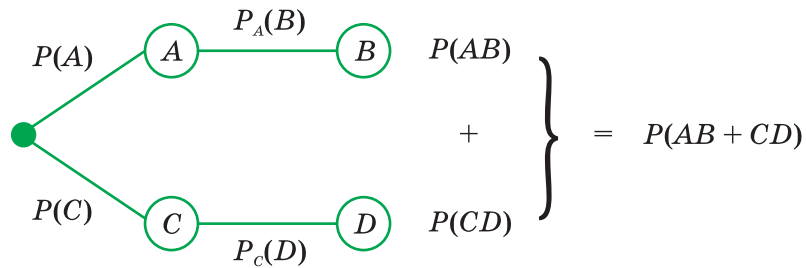 P_A(B)
P(A) A B P(AB)
+ = P(AB + CD)
P(C) C D P(CD)
P_C(D)